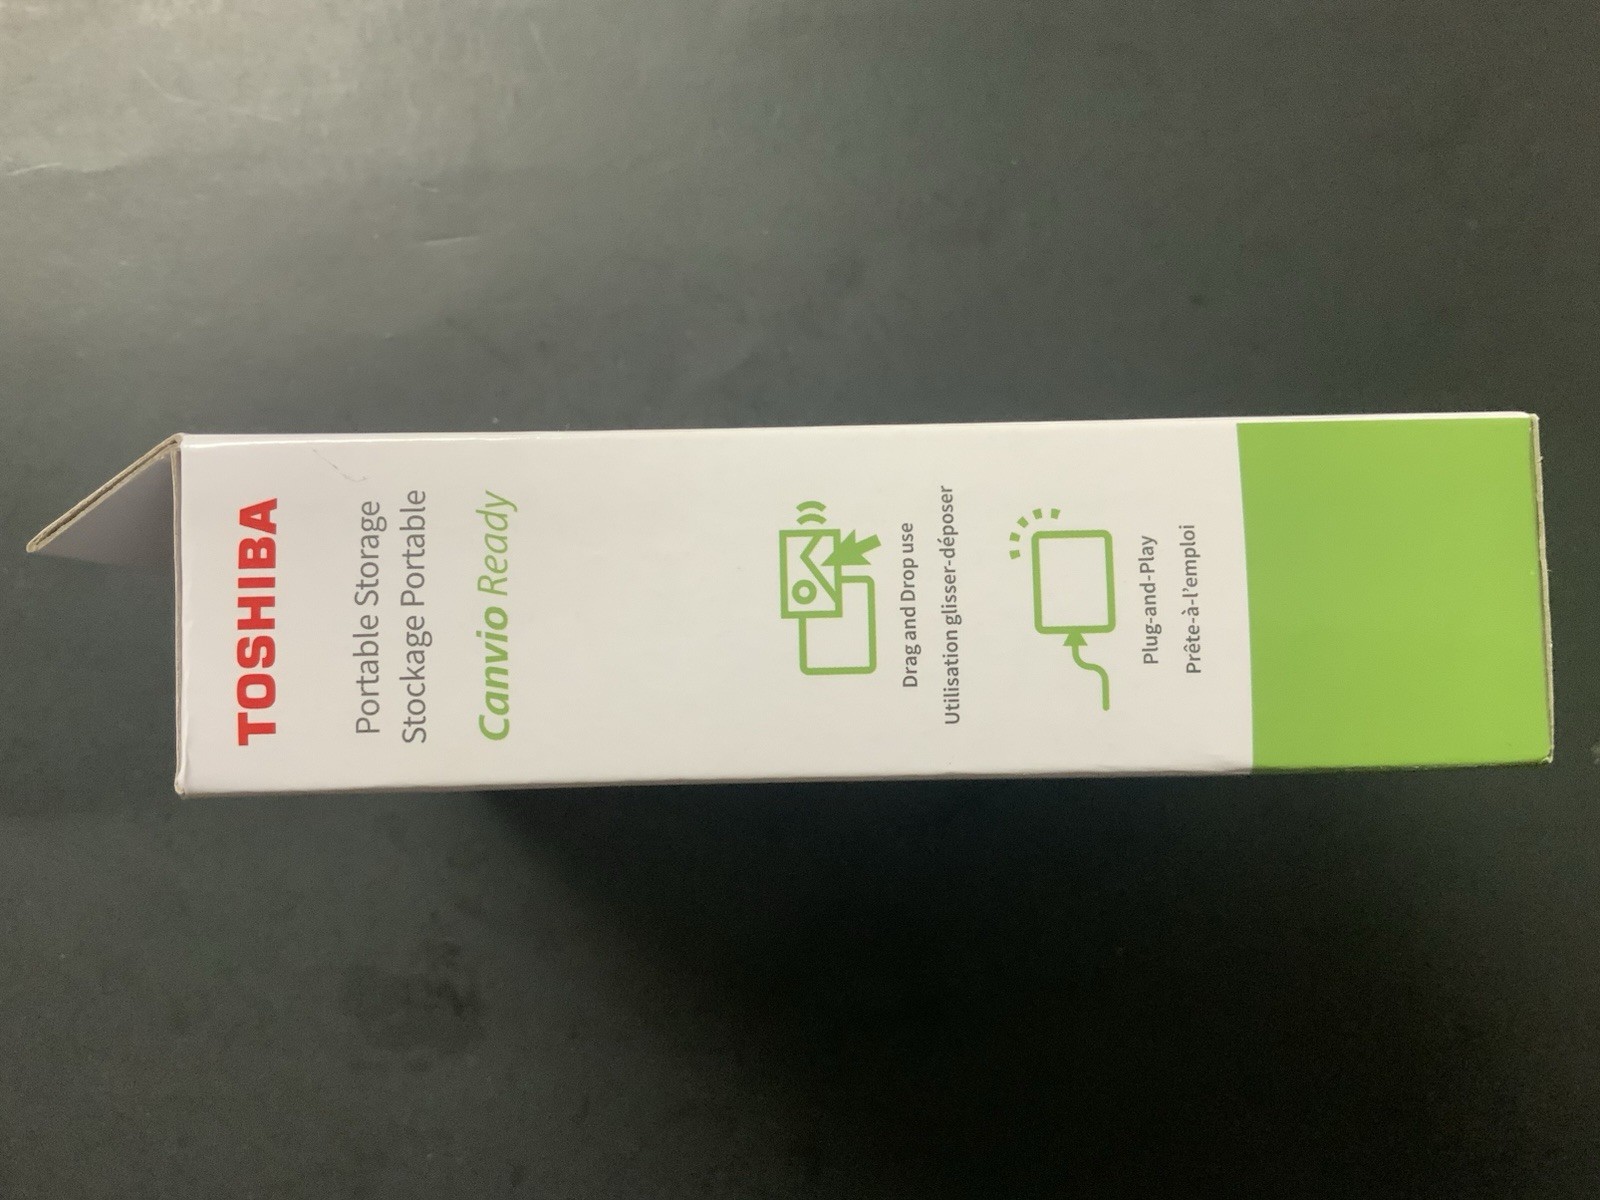 TOSHIBA
Portable Storage
Stockage Portable
Canvio Ready
Drag and Drop use
Utilisation glisser-déposer
Plug-and-Play
Prête-à-l'emploi